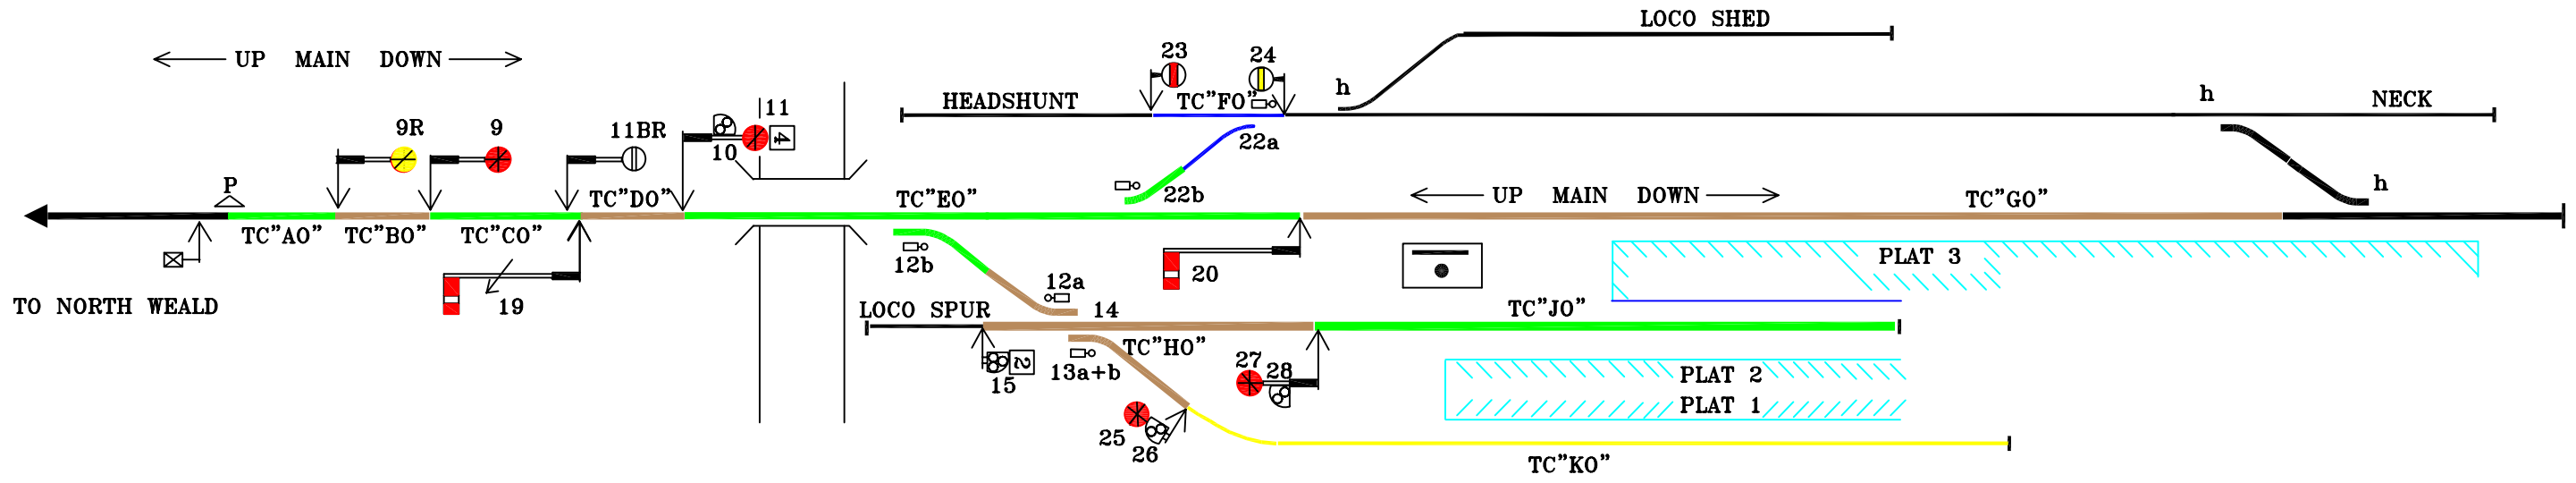 LOCO SHED
UP MAIN DOWN
23
24
h
h
HEADSHUNT
TC"FO"
NECK
9R
9
11BR
11
4
10
22a
P
TC"DO"
TC"EO"
22b
UP MAIN DOWN
TC"GO"
h
TC"AO"
TC"BO"
TC"CO"
12b
PLAT 3
20
12a
19
TO NORTH WEALD
LOCO SPUR
14
TC"JO"
TC"HO"
2
15
13a+b
27
28
PLAT 2
PLAT 1
25
26
TC"KO"